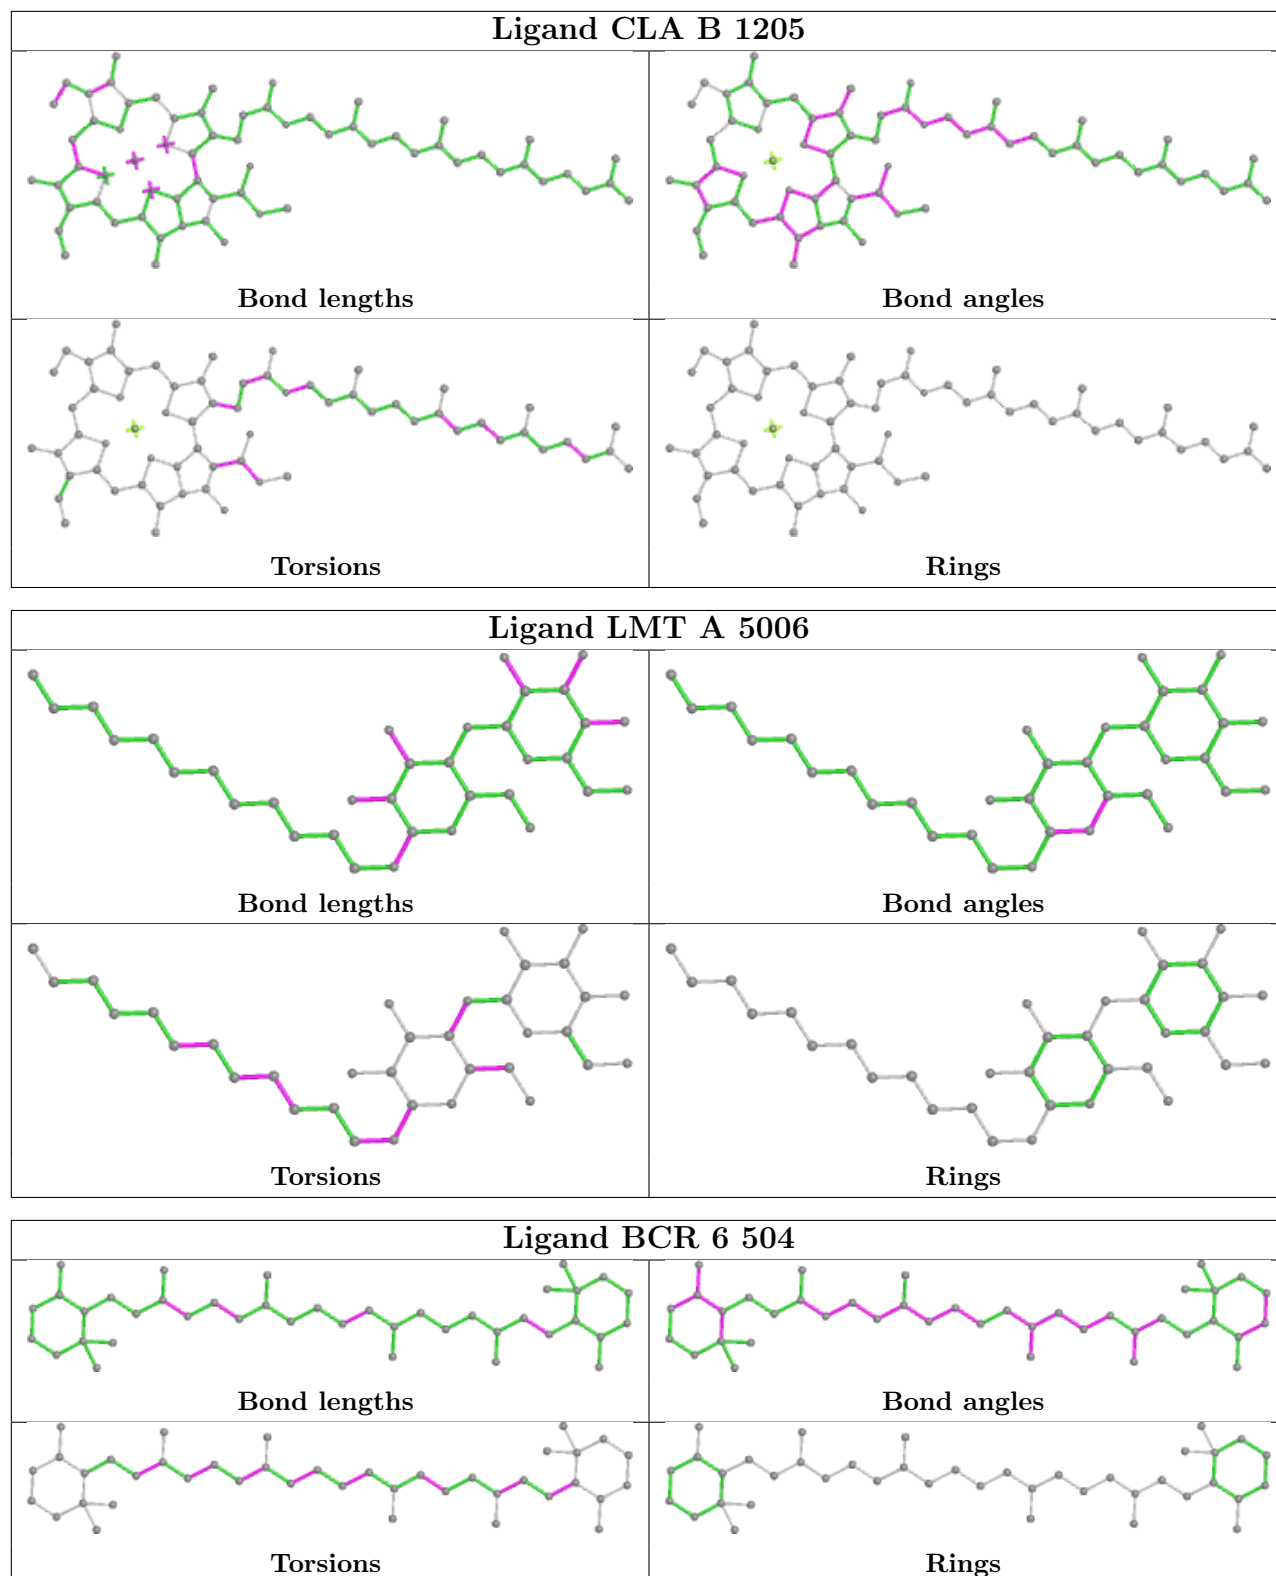 Ligand CLA B 1205
Bond lengths Bond angles
Torsions Rings
Ligand LMT A 5006
Bond lengths Bond angles
Torsions Rings
Ligand BCR 6 504
Bond lengths Bond angles
Torsions Rings